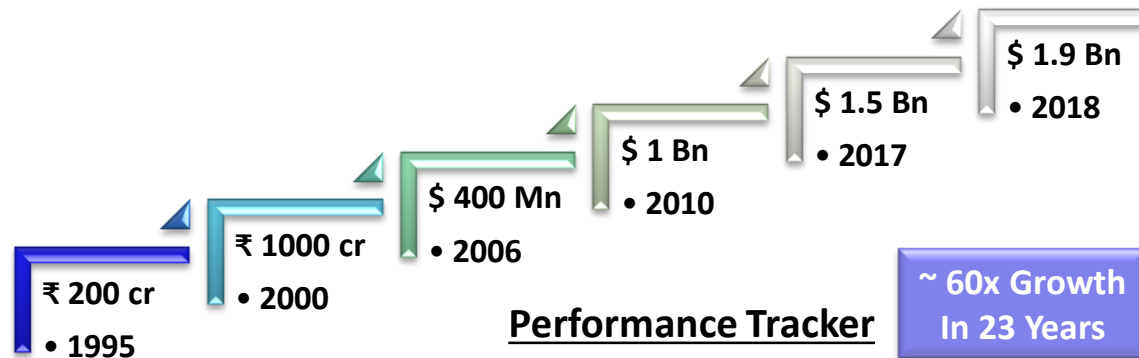 ₹ 200 cr
• 1995
₹ 1000 cr
• 2000
$ 400 Mn
• 2006
$ 1 Bn
• 2010
$ 1.5 Bn
• 2017
$ 1.9 Bn
• 2018
Performance Tracker
~ 60x Growth
In 23 Years